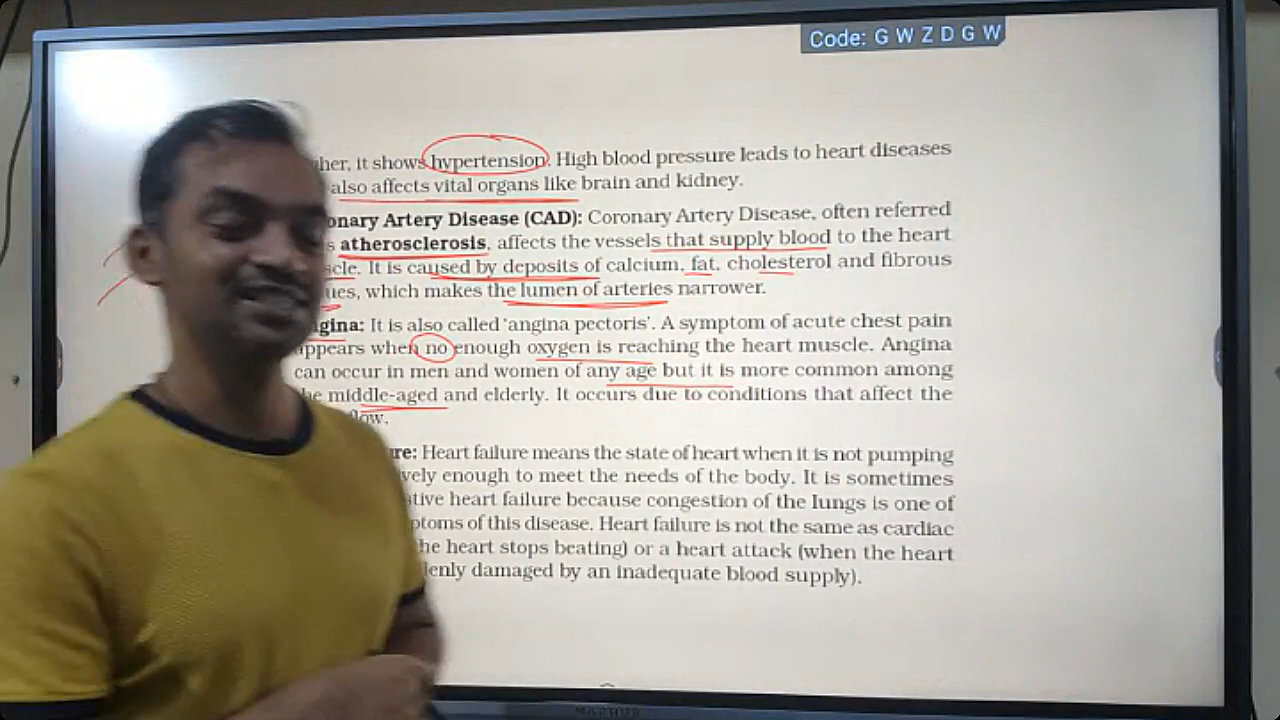 Code: G W Z D G W
her, it shows hypertension. High blood pressure leads to heart diseases
also affects vital organs like brain and kidney.
onary Artery Disease (CAD): Coronary Artery Disease, often referred
s atherosclerosis, affects the vessels that supply blood to the heart
scle. It is caused by deposits of calcium, fat, cholesterol and fibrous
ues, which makes the lumen of arteries narrower.
gina: It is also called ‘angina pectoris’. A symptom of acute chest pain
appears when no enough oxygen is reaching the heart muscle. Angina
can occur in men and women of any age but it is more common among
he middle-aged and elderly. It occurs due to conditions that affect the
flow.
re: Heart failure means the state of heart when it is not pumping
vely enough to meet the needs of the body. It is sometimes
tive heart failure because congestion of the lungs is one of
ptoms of this disease. Heart failure is not the same as cardiac
he heart stops beating) or a heart attack (when the heart
denly damaged by an inadequate blood supply).